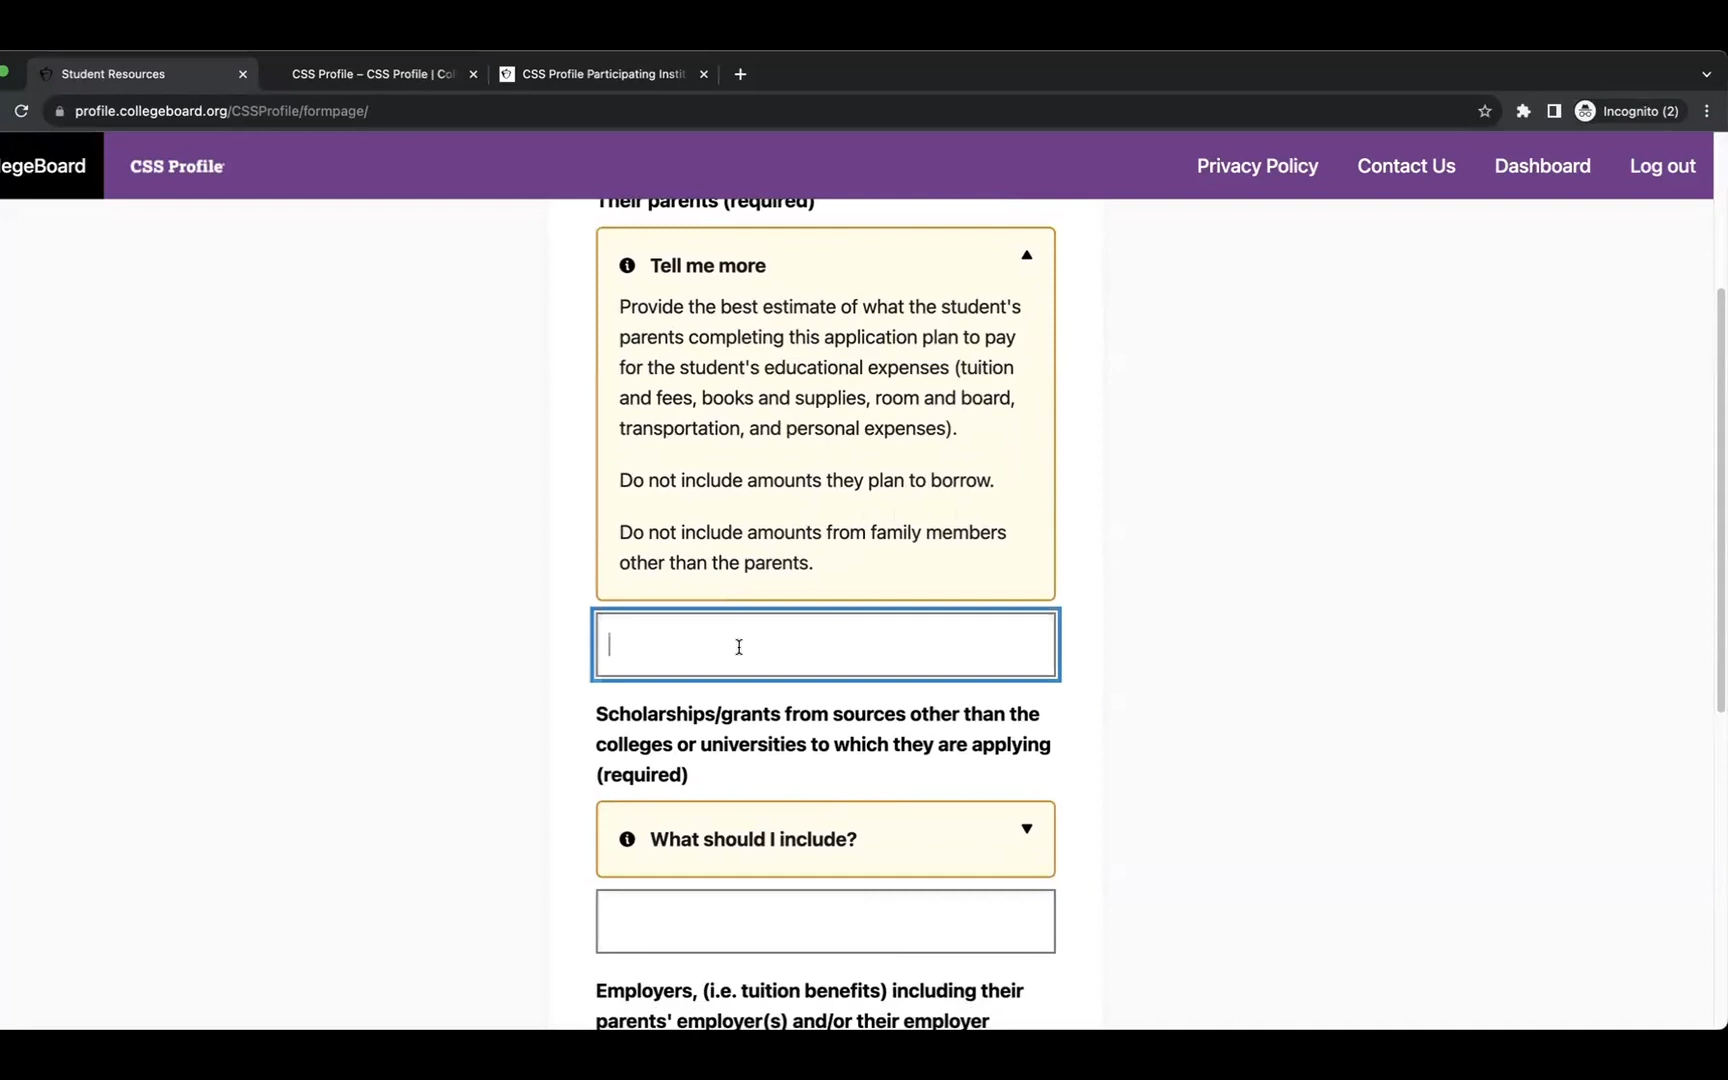 Student Resources
CSS Profile – CSS Profile | Co
CSS Profile Participating Instit
profile.collegeboard.org/CSSProfile/formpage/
Incognito (2)
legeBoard
CSS Profile
Privacy Policy
Contact Us
Dashboard
Log out
Their parents (required)
Tell me more
Provide the best estimate of what the student's
parents completing this application plan to pay
for the student's educational expenses (tuition
and fees, books and supplies, room and board,
transportation, and personal expenses).
Do not include amounts they plan to borrow.
Do not include amounts from family members
other than the parents.
Scholarships/grants from sources other than the
colleges or universities to which they are applying
(required)
What should I include?
Employers, (i.e. tuition benefits) including their
parents' employer(s) and/or their employer